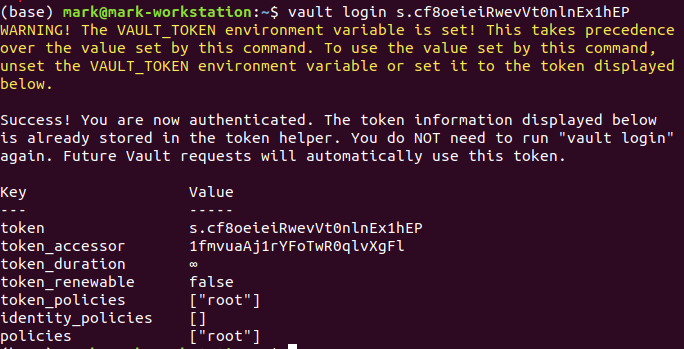 (base) mark@mark-workstation:~$ vault login s.cf8oeieiRwevVt0nlnEx1hEP
WARNING! The VAULT_TOKEN environment variable is set! This takes precedence
over the value set by this command. To use the value set by this command,
unset the VAULT_TOKEN environment variable or set it to the token displayed
below.
Success! You are now authenticated. The token information displayed below
is already stored in the token helper. You do NOT need to run "vault login"
again. Future Vault requests will automatically use this token.
Key Value
--- -----
token s.cf8oeieiRwevVt0nlnEx1hEP
token_accessor 1fmvuaAj1rYFoTwR0qlvXgFl
token_duration ∞
token_renewable false
token_policies ["root"]
identity_policies []
policies ["root"]